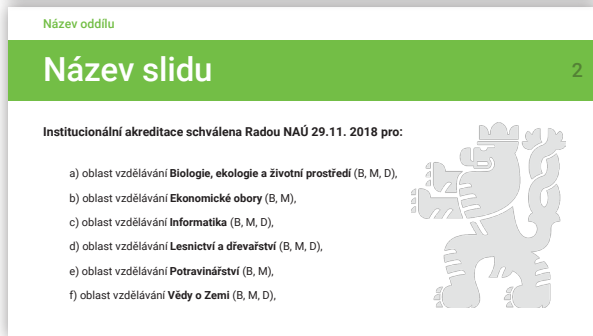 Název oddílu
Název slidu
2
Institucionální akreditace schválena Radou NAÚ 29.11. 2018 pro:
a) oblast vzdělávání Biologie, ekologie a životní prostředí (B, M, D),
b) oblast vzdělávání Ekonomické obory (B, M),
c) oblast vzdělávání Informatika (B, M, D),
d) oblast vzdělávání Lesnictví a dřevařství (B, M, D),
e) oblast vzdělávání Potravinářství (B, M),
f) oblast vzdělávání Vědy o Zemi (B, M, D),